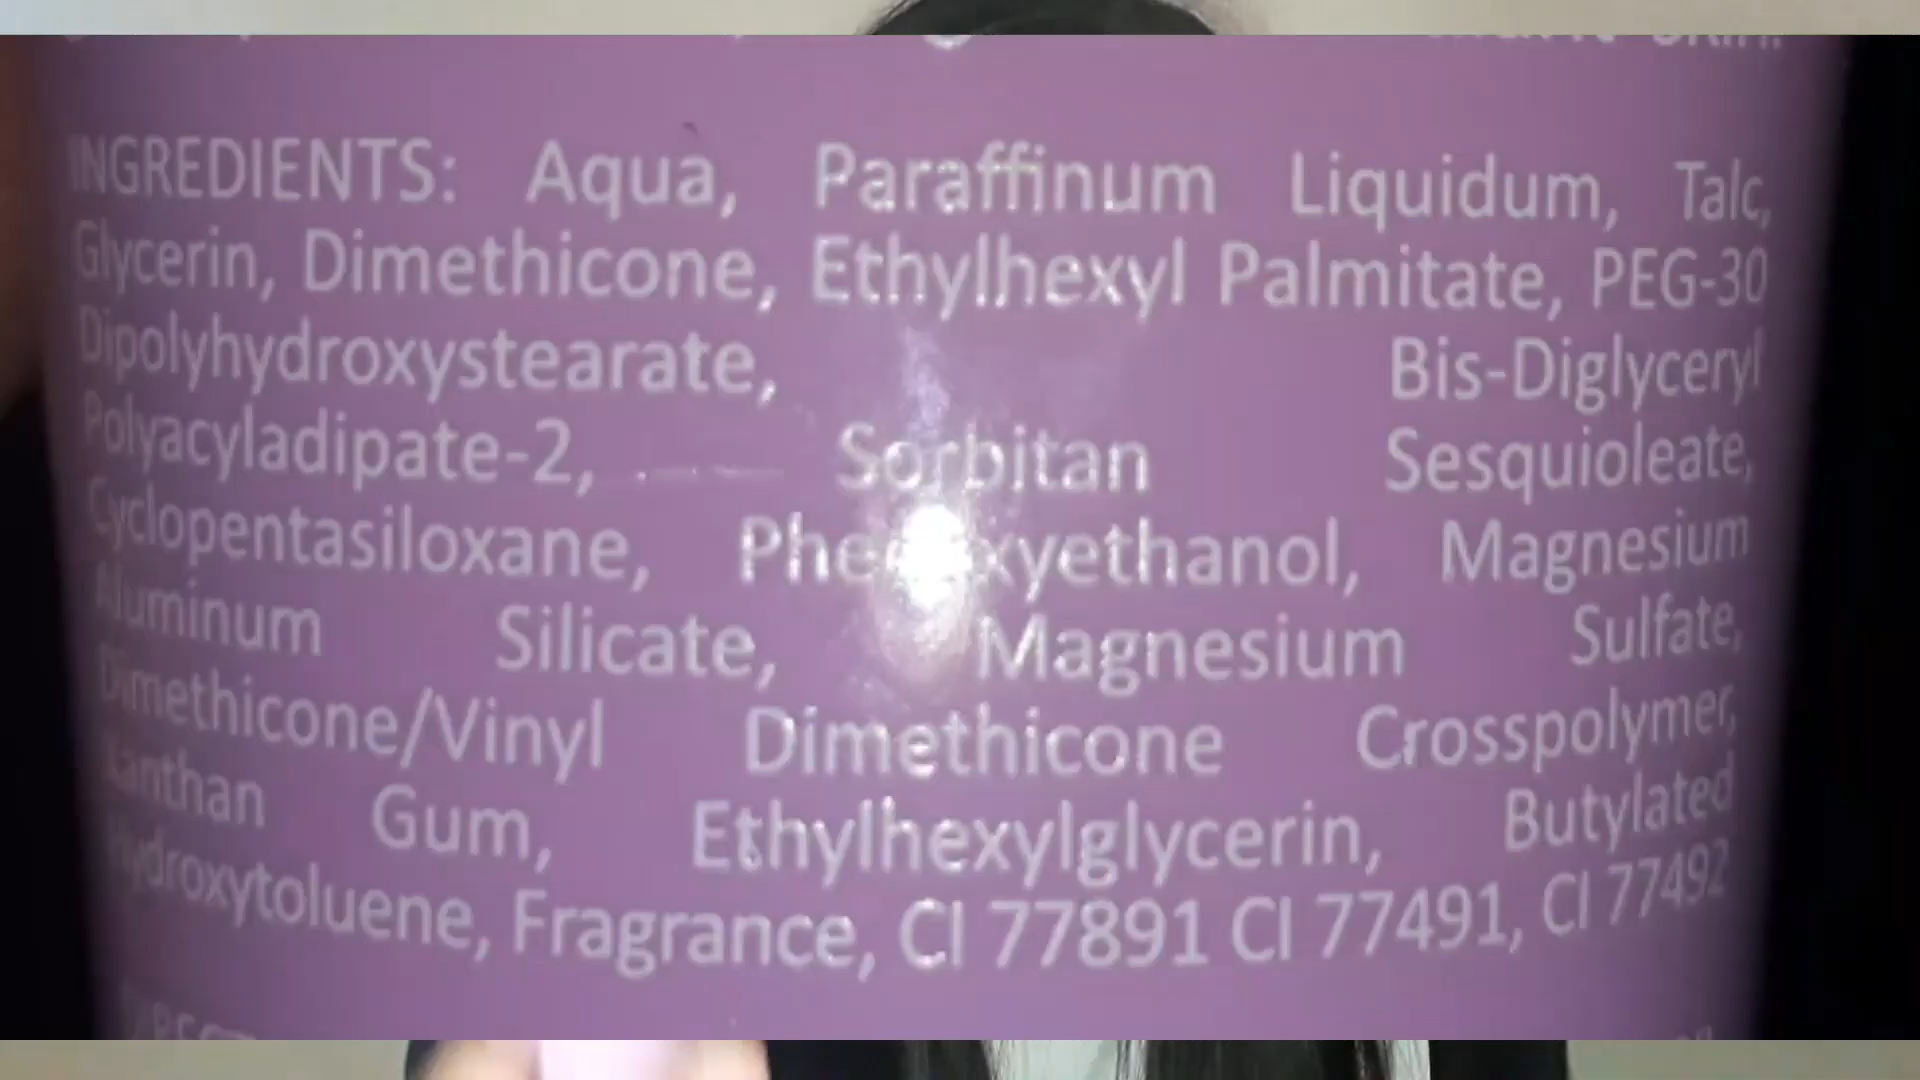 SKIN.
INGREDIENTS: Aqua, Paraffinum Liquidum, Talc,
Glycerin, Dimethicone, Ethylhexyl Palmitate, PEG-30
Dipolyhydroxystearate, Bis-Diglyceryl
Polyacyladipate-2, Sorbitan Sesquioleate,
Cyclopentasiloxane, Phenoxyethanol, Magnesium
Aluminum Silicate, Magnesium Sulfate,
Dimethicone/Vinyl Dimethicone Crosspolymer,
Xanthan Gum, Ethylhexylglycerin, Butylated
Hydroxytoluene, Fragrance, CI 77891 CI 77491, CI 77492